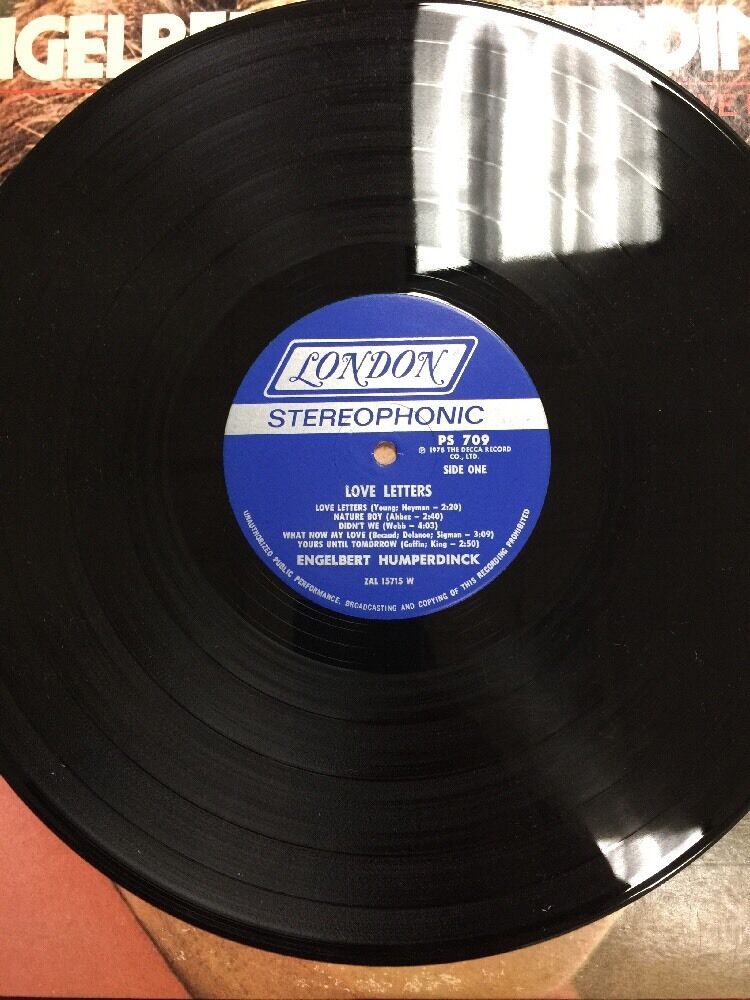 NGELBE
ERDIN
LONDON
STEREOPHONIC
PS 709
℗ 1976 THE DECCA RECORD
CO., LTD.
SIDE ONE
LOVE LETTERS
LOVE LETTERS (Young; Heyman – 2:20)
NATURE BOY (Ahbez – 2:40)
DIDN'T WE (Webb – 4:03)
WHAT NOW MY LOVE (Becaud; Delanoe; Sigman – 3:09)
YOURS UNTIL TOMORROW (Goffin; King – 2:50)
ENGELBERT HUMPERDINCK
ZAL 15715 W
UNAUTHORIZED PUBLIC PERFORMANCE, BROADCASTING AND COPYING OF THIS RECORDING PROHIBITED